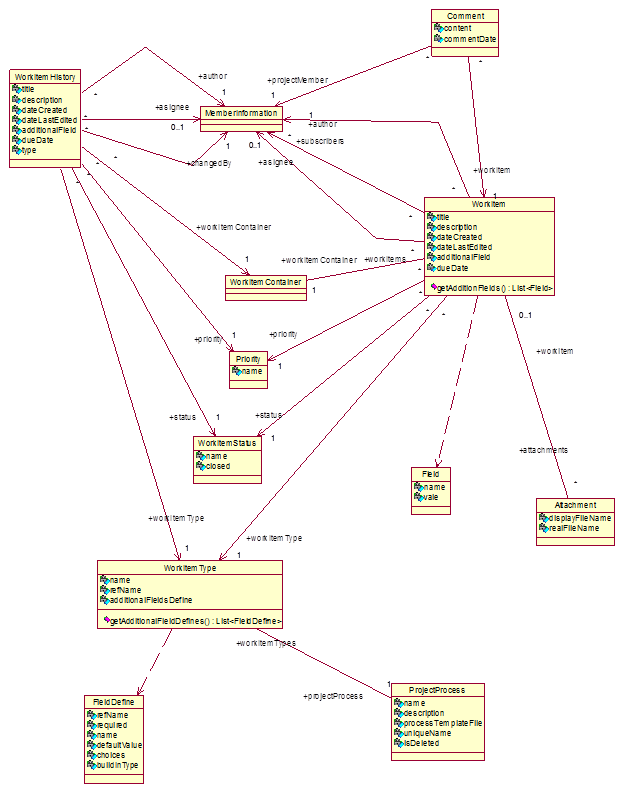 Comment
content
commentDate
WorkItemHistory
title
description
dateCreated
dateLastEdited
additionalField
dueDate
type
+author
1
+projectMember
1
*
*
*
+asignee
0..1
*
MemberInformation
1
+author
+subscribers
*
0..1
+asignee
1
+changedBy
*
*
*
*
*
+workItem
1
WorkItem
title
description
dateCreated
dateLastEdited
additionalField
dueDate
getAdditionFields() : List<Field>
*
*
+workItem Container
1
WorkItem Container
+workItem Container
1
+workItems
*
*
*
*
+priority
1
Priority
name
+priority
1
0..1
+workItem
+status
1
WorkItemStatus
name
closed
+status
1
Field
name
vale
+attachments
*
Attachment
displayFileName
realFileName
+workItem Type
1
+workItem Type
1
WorkItem Type
name
refName
additionalFieldsDefine
getAdditionalFieldDefines() : List<FieldDefine>
+workItem Types
+projectProcess
1
FieldDefine
refName
required
name
defaultValue
choices
buildinType
ProjectProcess
name
description
processTemplateFile
uniqueName
isDeleted